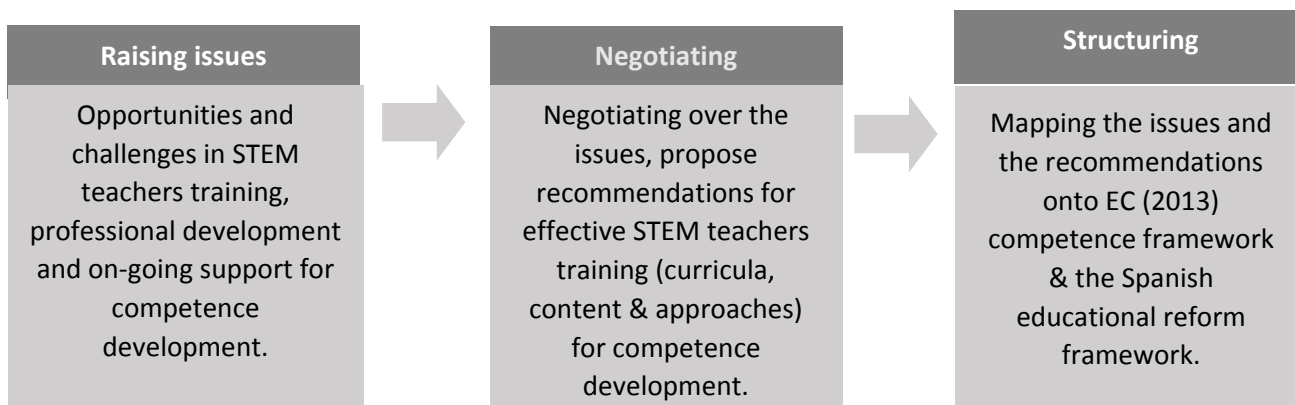 Raising issues
Opportunities and
challenges in STEM
teachers training,
professional development
and on-going support for
competence
development.
Negotiating
Negotiating over the
issues, propose
recommendations for
effective STEM teachers
training (curricula,
content & approaches)
for competence
development.
Structuring
Mapping the issues and
the recommendations
onto EC (2013)
competence framework
& the Spanish
educational reform
framework.